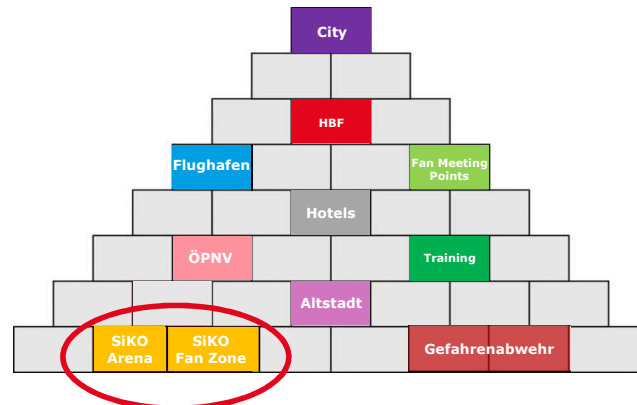 City
HBF
Flughafen
Fan Meeting
Points
Hotels
ÖPNV
Training
Altstadt
SiKO
Arena
SiKO
Fan Zone
Gefahrenabwehr